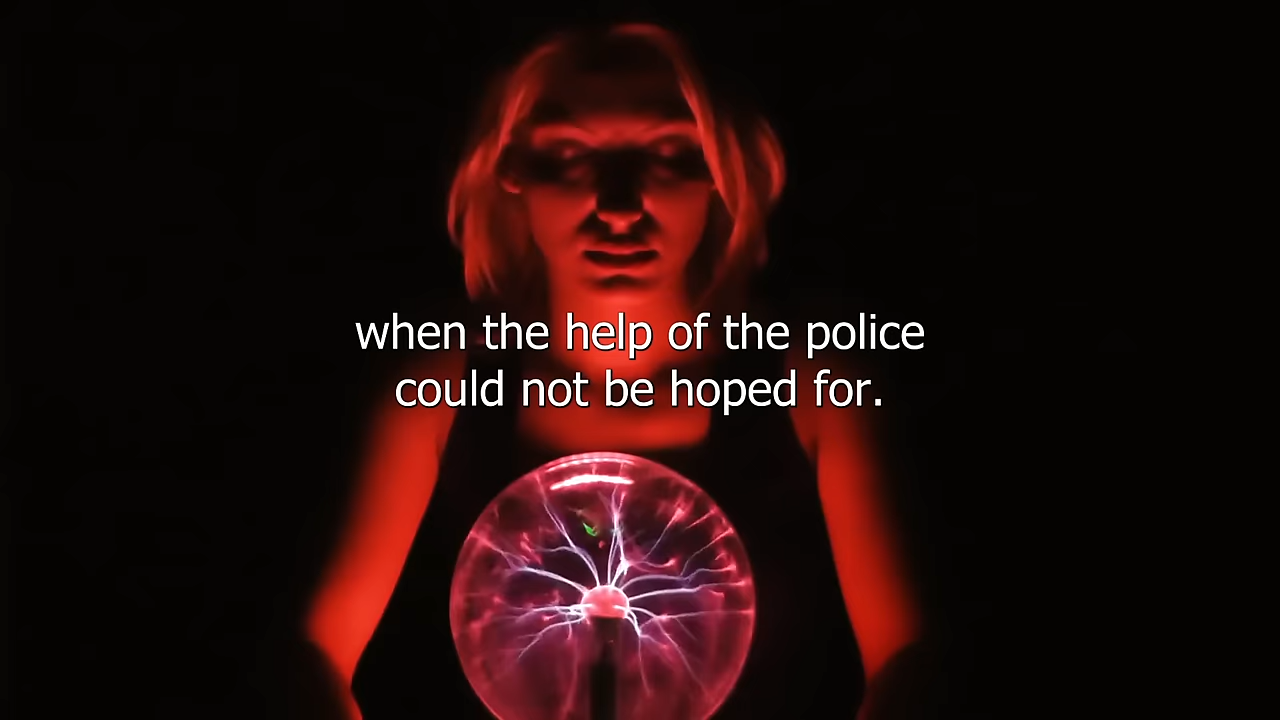 when the help of the police
could not be hoped for.